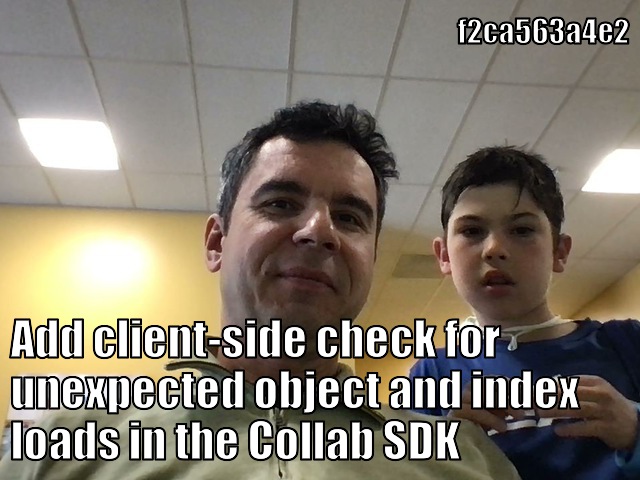 f2ca563a4e2
Add client-side check for
unexpected object and index
loads in the Collab SDK